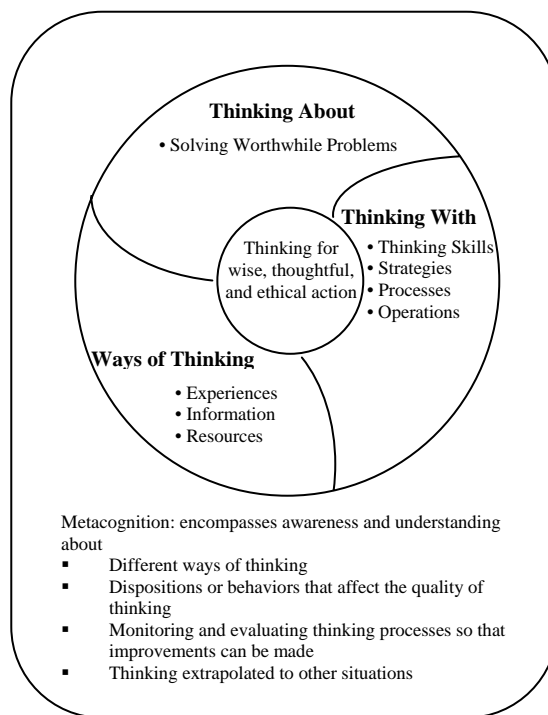 Thinking About
• Solving Worthwhile Problems
Thinking With
• Thinking Skills
• Strategies
• Processes
• Operations
Thinking for
wise, thoughtful,
and ethical action
Ways of Thinking
• Experiences
• Information
• Resources
Metacognition: encompasses awareness and understanding
about
▪ Different ways of thinking
▪ Dispositions or behaviors that affect the quality of
thinking
▪ Monitoring and evaluating thinking processes so that
improvements can be made
▪ Thinking extrapolated to other situations